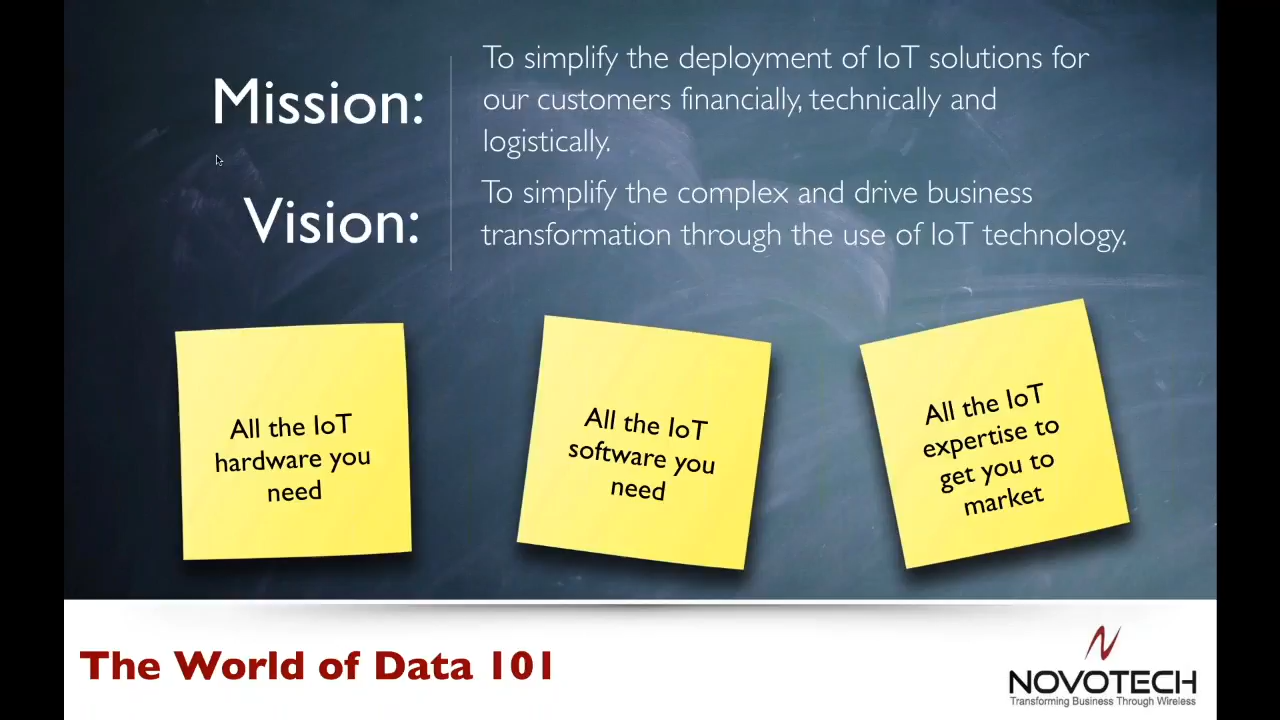 Mission:
To simplify the deployment of IoT solutions for
our customers financially, technically and
logistically.
Vision:
To simplify the complex and drive business
transformation through the use of IoT technology.
All the IoT
hardware you
need
All the IoT
software you
need
All the IoT
expertise to
get you to
market
The World of Data 101
NOVOTECH
Transforming Business Through Wireless